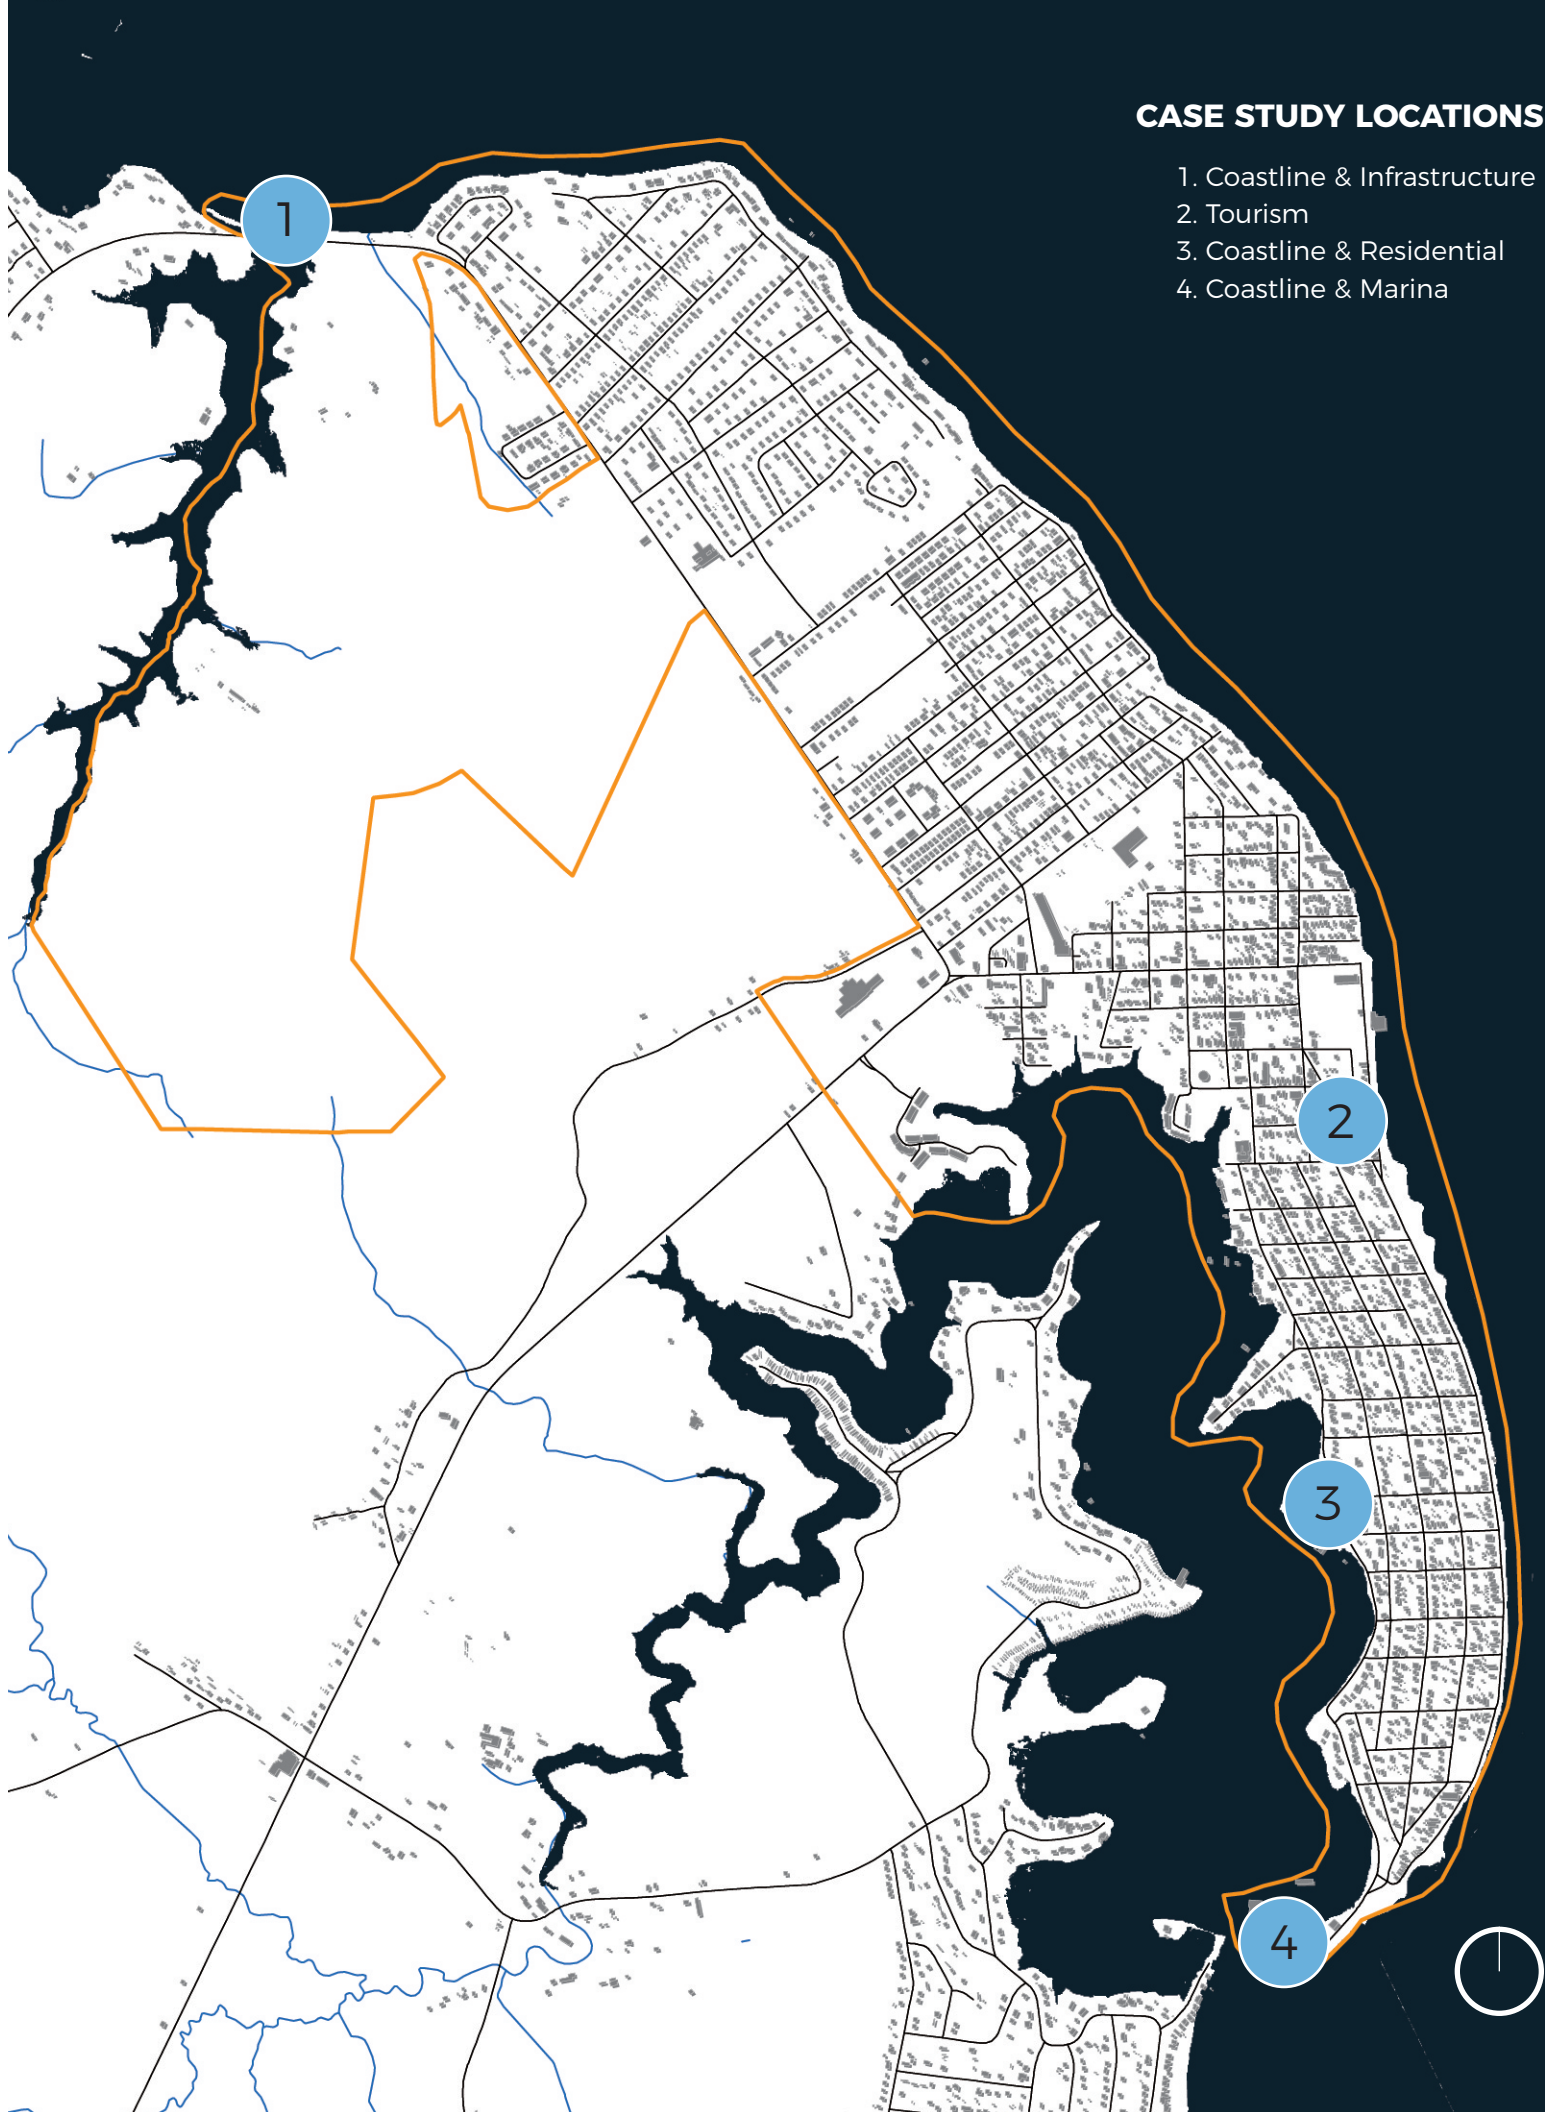 CASE STUDY LOCATIONS
1. Coastline & Infrastructure
2. Tourism
3. Coastline & Residential
4. Coastline & Marina
1
2
3
4